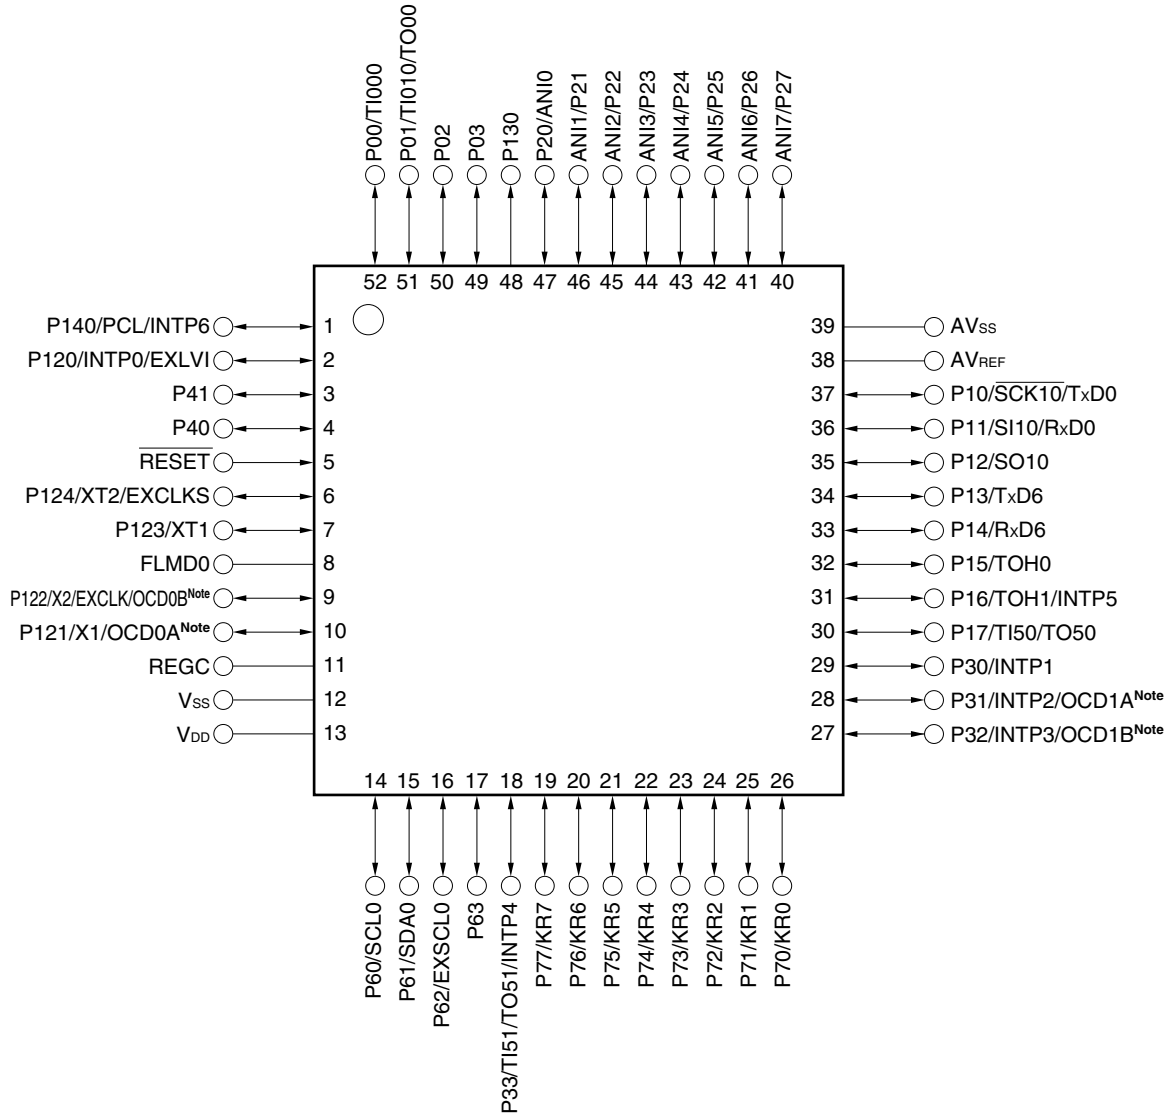 P00/TI000
P01/TI010/TO00
P02
P03
P130
P20/ANI0
ANI1/P21
ANI2/P22
ANI3/P23
ANI4/P24
ANI5/P25
ANI6/P26
ANI7/P27
52 51 50 49 48 47 46 45 44 43 42 41 40
P140/PCL/INTP6 1
P120/INTP0/EXLVI 2
P41 3
P40 4
RESET 5
P124/XT2/EXCLKS 6
P123/XT1 7
FLMD0 8
P122/X2/EXCLK/OCD0BNote 9
P121/X1/OCD0ANote 10
REGC 11
VSS 12
VDD 13
39 AVSS
38 AVREF
37 P10/SCK10/TxD0
36 P11/SI10/RxD0
35 P12/SO10
34 P13/TxD6
33 P14/RxD6
32 P15/TOH0
31 P16/TOH1/INTP5
30 P17/TI50/TO50
29 P30/INTP1
28 P31/INTP2/OCD1ANote
27 P32/INTP3/OCD1BNote
14 15 16 17 18 19 20 21 22 23 24 25 26
P60/SCL0
P61/SDA0
P62/EXSCL0
P63
P33/TI51/TO51/INTP4
P77/KR7
P76/KR6
P75/KR5
P74/KR4
P73/KR3
P72/KR2
P71/KR1
P70/KR0